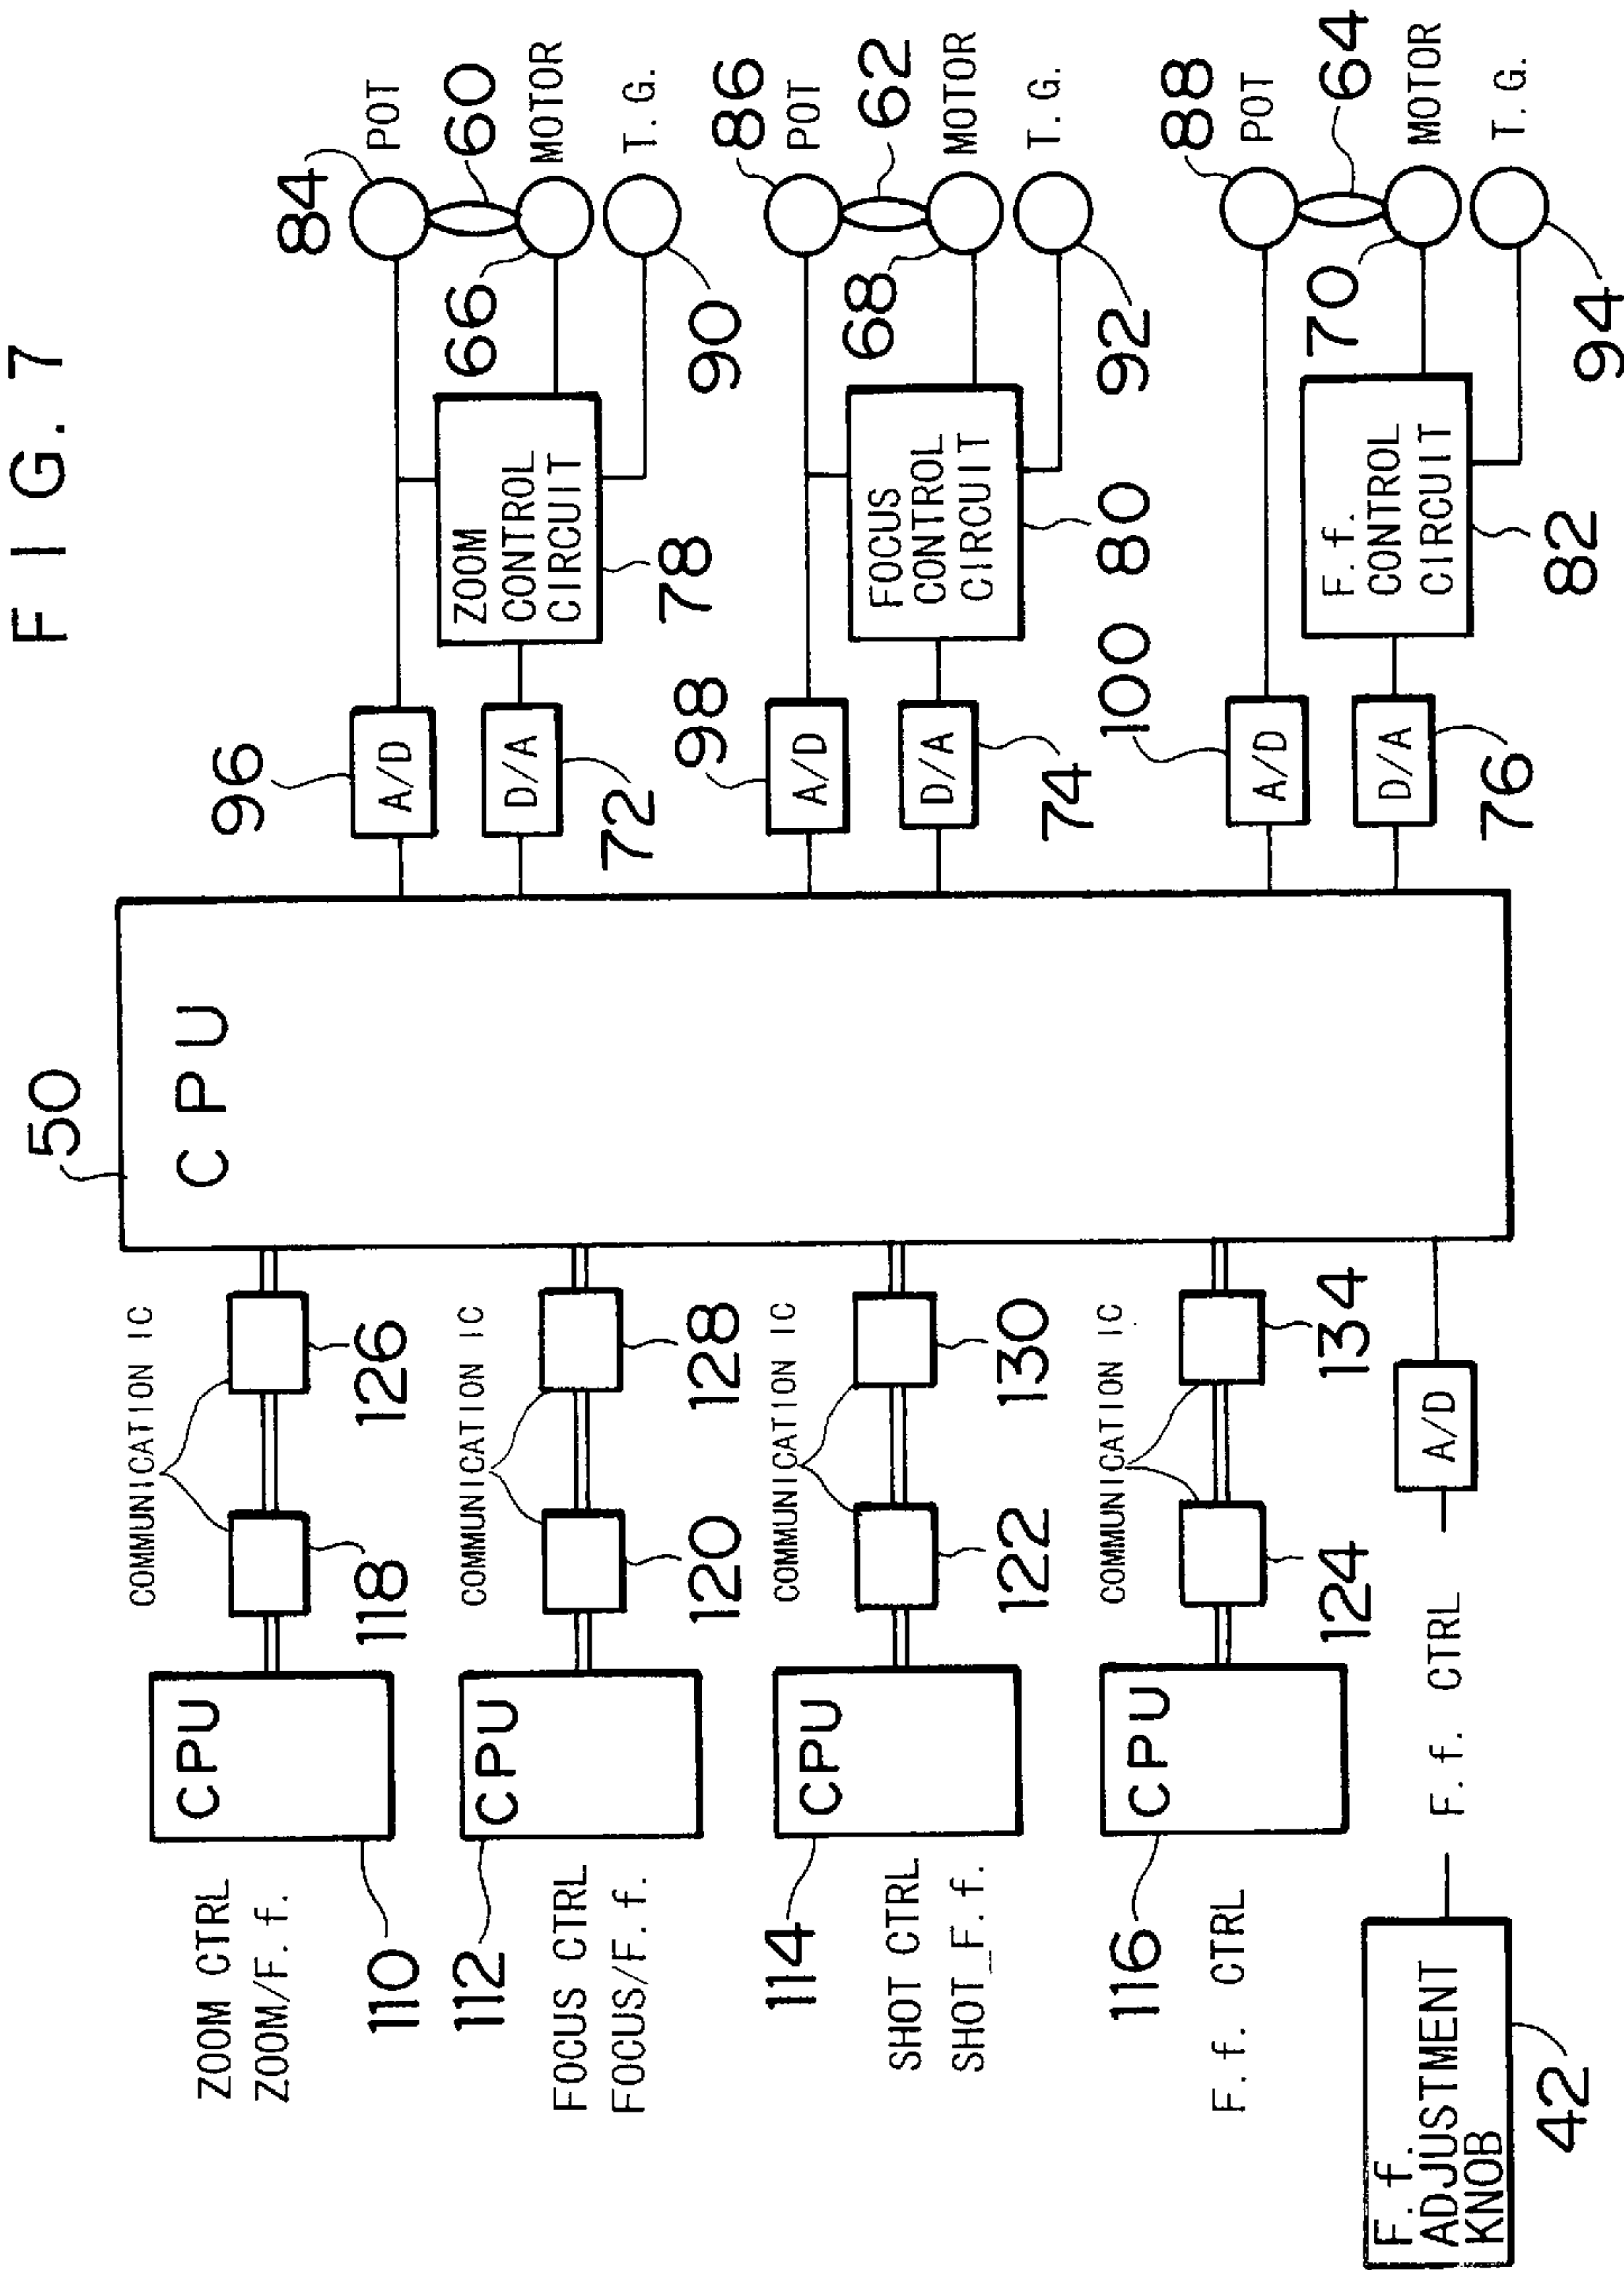 FIG. 7
50
CPU
ZOOM CTRL
ZOOM/F.f.
110
CPU
COMMUNICATION IC
118
126
FOCUS CTRL
FOCUS/F.f.
112
CPU
COMMUNICATION IC
120
128
SHOT CTRL
SHOT_F.f.
114
CPU
COMMUNICATION IC
122
130
F.f. CTRL
116
CPU
COMMUNICATION IC
124
134
F.f.
ADJUSTMENT
KNOB
42
F.f. CTRL
A/D
96
A/D
84
POT
60
D/A
72
ZOOM
CONTROL
CIRCUIT
78
66
MOTOR
90
T.G.
98
A/D
86
POT
62
D/A
74
FOCUS
CONTROL
CIRCUIT
80
68
MOTOR
92
T.G.
100
A/D
88
POT
64
D/A
76
F.f.
CONTROL
CIRCUIT
82
70
MOTOR
94
T.G.